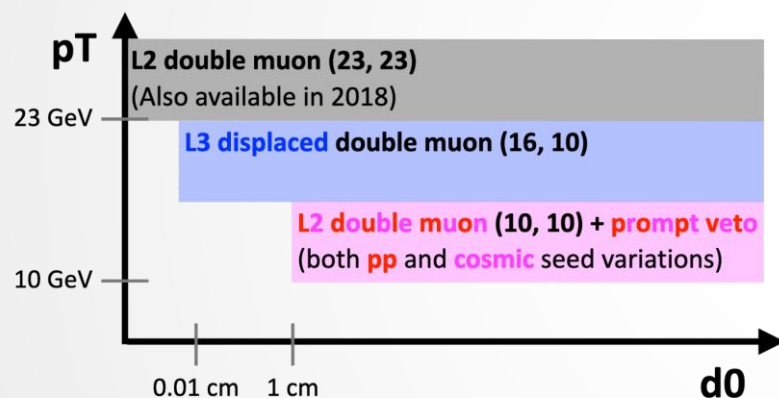 pT
L2 double muon (23, 23)
(Also available in 2018)
23 GeV
L3 displaced double muon (16, 10)
L2 double muon (10, 10) + prompt veto
(both pp and cosmic seed variations)
10 GeV
0.01 cm
1 cm
d0